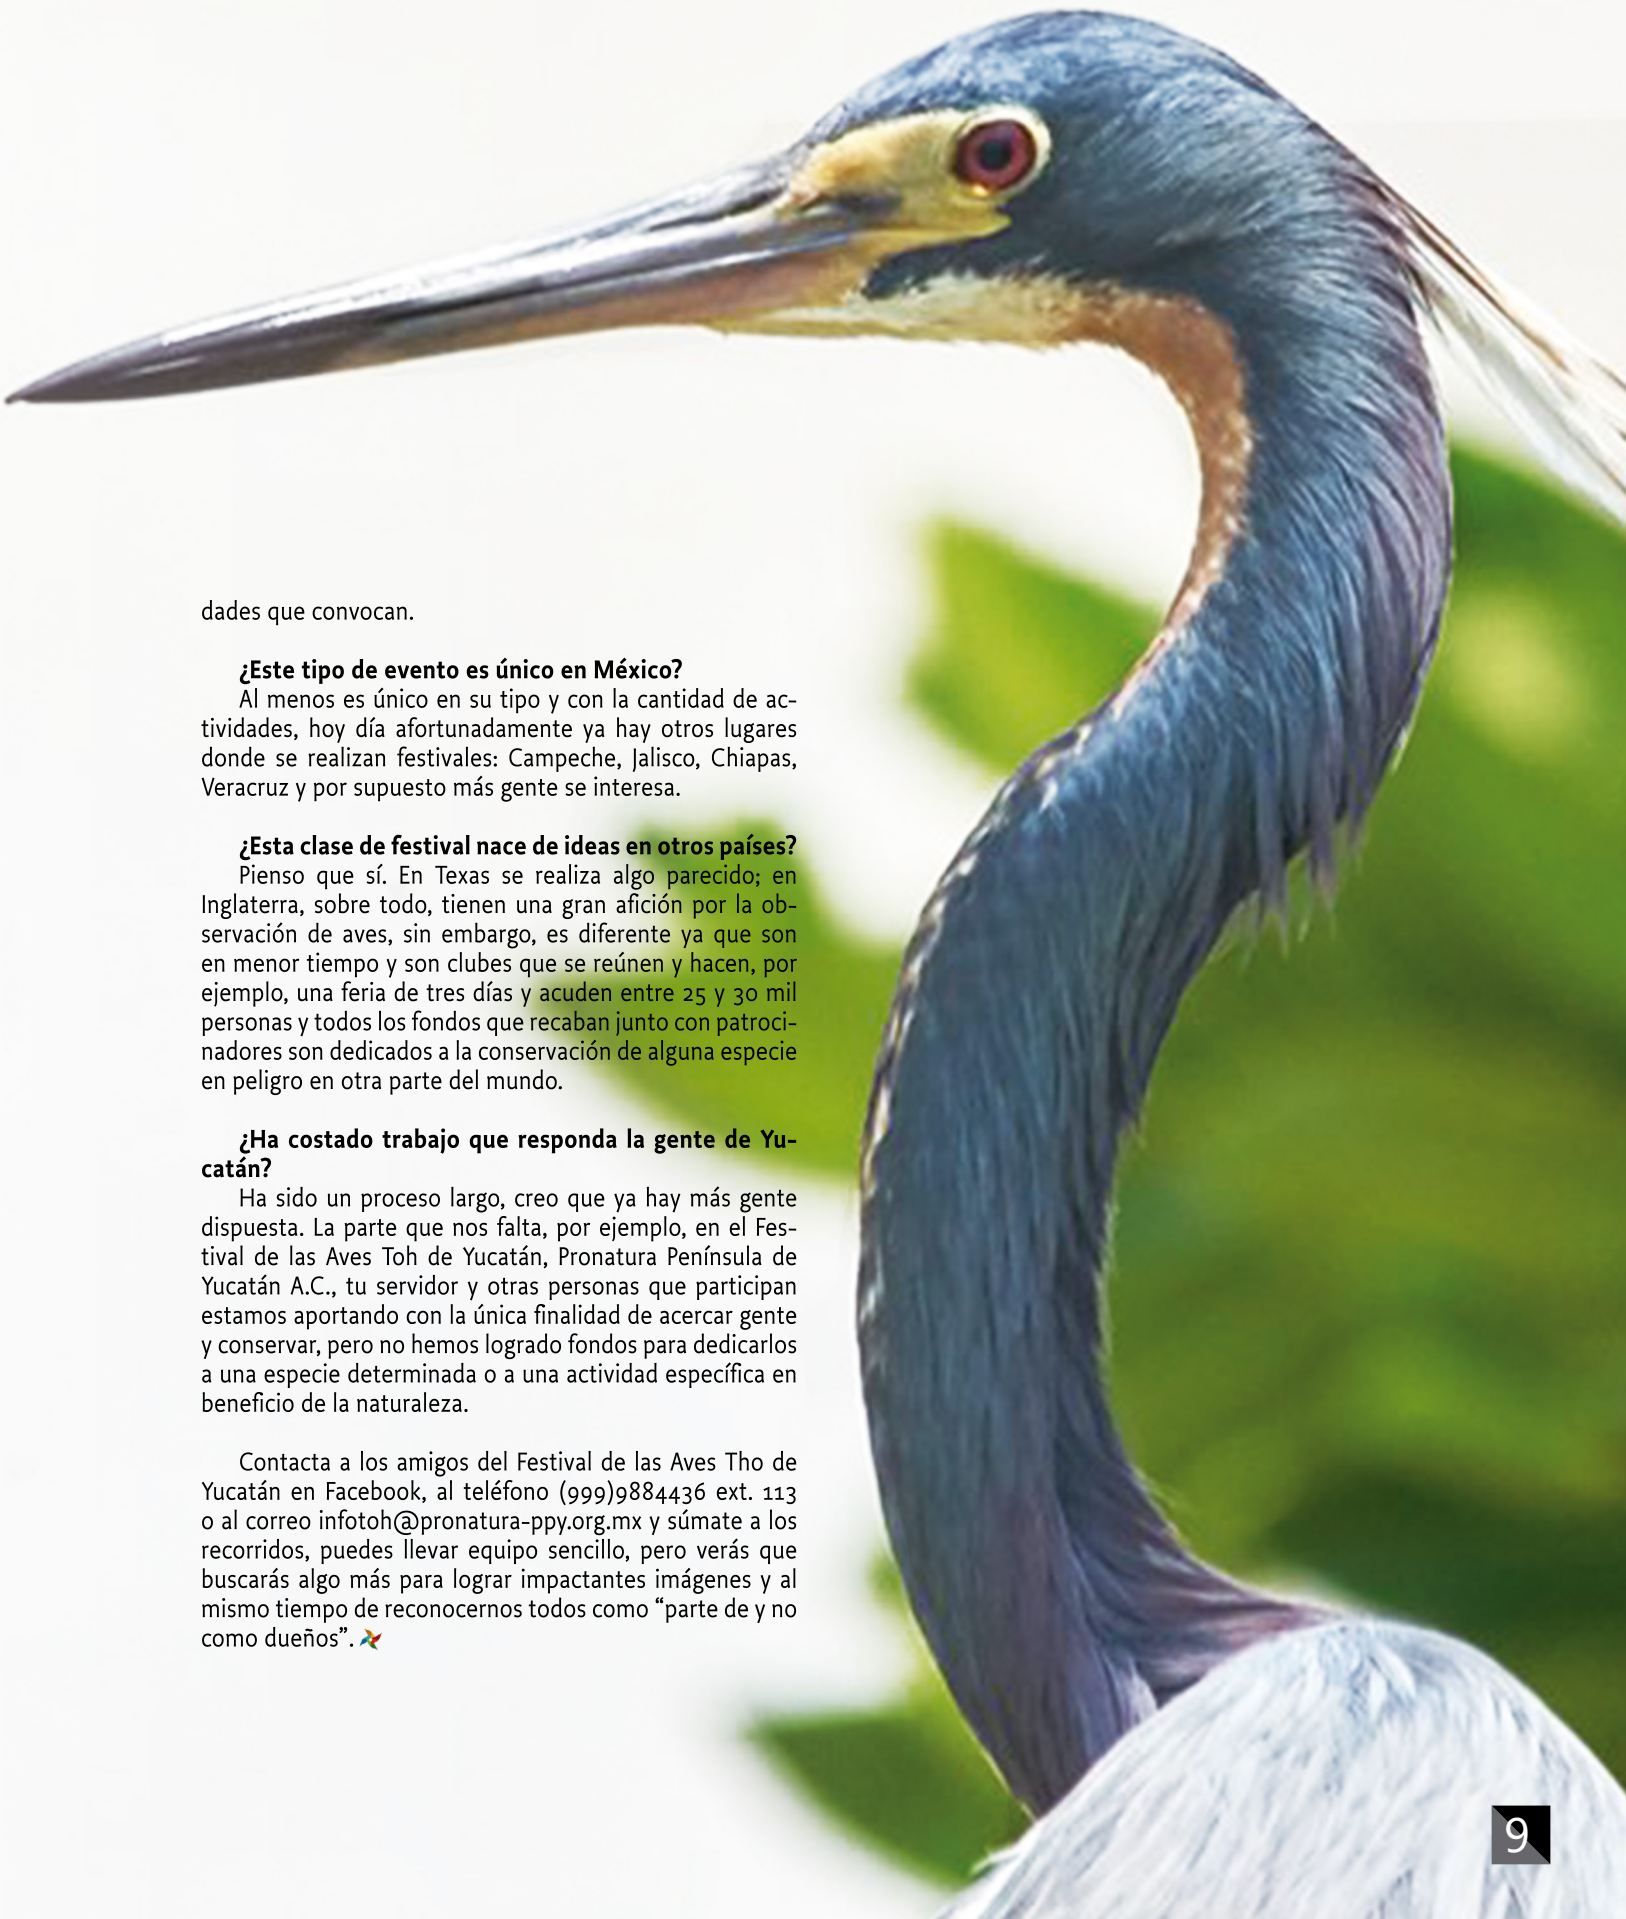 dades que convocan.
¿Este tipo de evento es único en México?
Al menos es único en su tipo y con la cantidad de ac-
tividades, hoy día afortunadamente ya hay otros lugares
donde se realizan festivales: Campeche, Jalisco, Chiapas,
Veracruz y por supuesto más gente se interesa.
¿Esta clase de festival nace de ideas en otros países?
Pienso que sí. En Texas se realiza algo parecido; en
Inglaterra, sobre todo, tienen una gran afición por la ob-
servación de aves, sin embargo, es diferente ya que son
en menor tiempo y son clubes que se reúnen y hacen, por
ejemplo, una feria de tres días y acuden entre 25 y 30 mil
personas y todos los fondos que recaban junto con patroci-
nadores son dedicados a la conservación de alguna especie
en peligro en otra parte del mundo.
¿Ha costado trabajo que responda la gente de Yu-
catán?
Ha sido un proceso largo, creo que ya hay más gente
dispuesta. La parte que nos falta, por ejemplo, en el Fes-
tival de las Aves Toh de Yucatán, Pronatura Península de
Yucatán A.C., tu servidor y otras personas que participan
estamos aportando con la única finalidad de acercar gente
y conservar, pero no hemos logrado fondos para dedicarlos
a una especie determinada o a una actividad específica en
beneficio de la naturaleza.
Contacta a los amigos del Festival de las Aves Tho de
Yucatán en Facebook, al teléfono (999)9884436 ext. 113
o al correo infotoh@pronatura-ppy.org.mx y súmate a los
recorridos, puedes llevar equipo sencillo, pero verás que
buscarás algo más para lograr impactantes imágenes y al
mismo tiempo de reconocernos todos como “parte de y no
como dueños”.
9